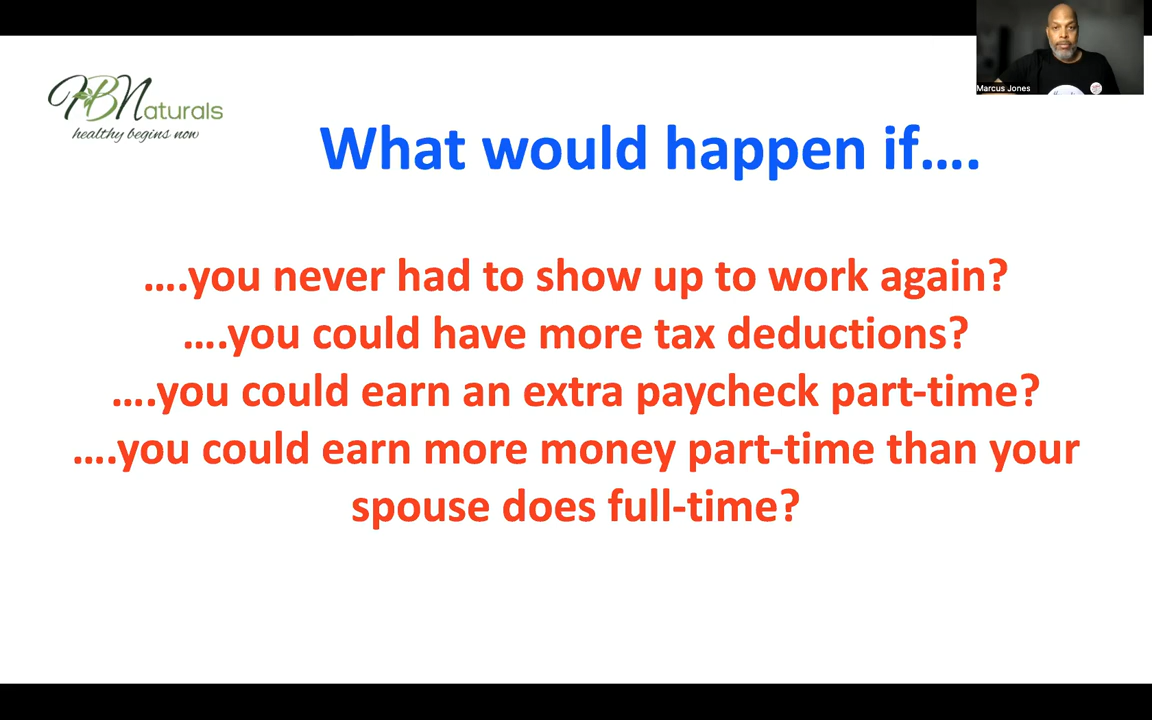 HBNaturals
healthy begins now
Marcus Jones
What would happen if….
….you never had to show up to work again?
….you could have more tax deductions?
….you could earn an extra paycheck part-time?
….you could earn more money part-time than your
spouse does full-time?